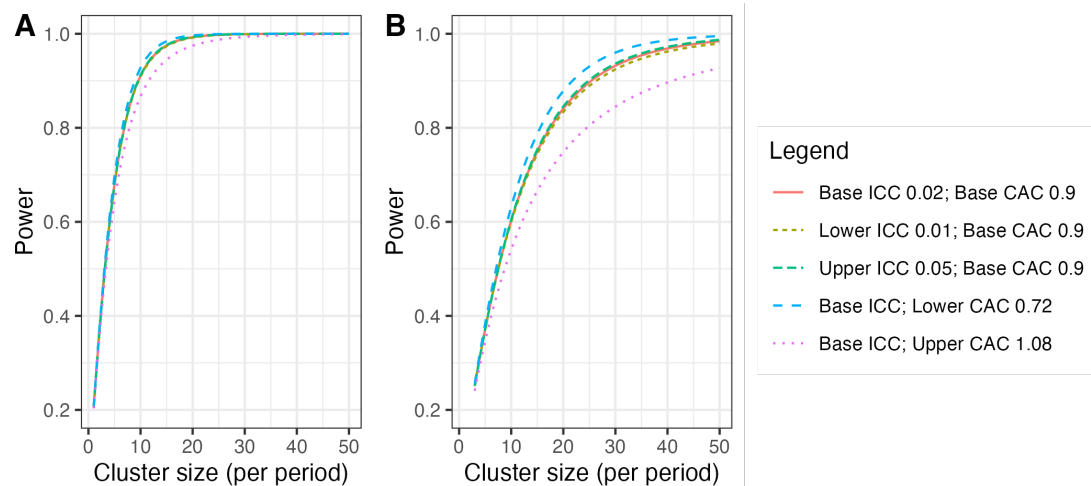 A
B
Power
1.0
0.8
0.6
0.4
0.2
0 10 20 30 40 50
Cluster size (per period)
Power
1.0
0.8
0.6
0.4
0.2
0 10 20 30 40 50
Cluster size (per period)
Legend
Base ICC 0.02; Base CAC 0.9
Lower ICC 0.01; Base CAC 0.9
Upper ICC 0.05; Base CAC 0.9
Base ICC; Lower CAC 0.72
Base ICC; Upper CAC 1.08